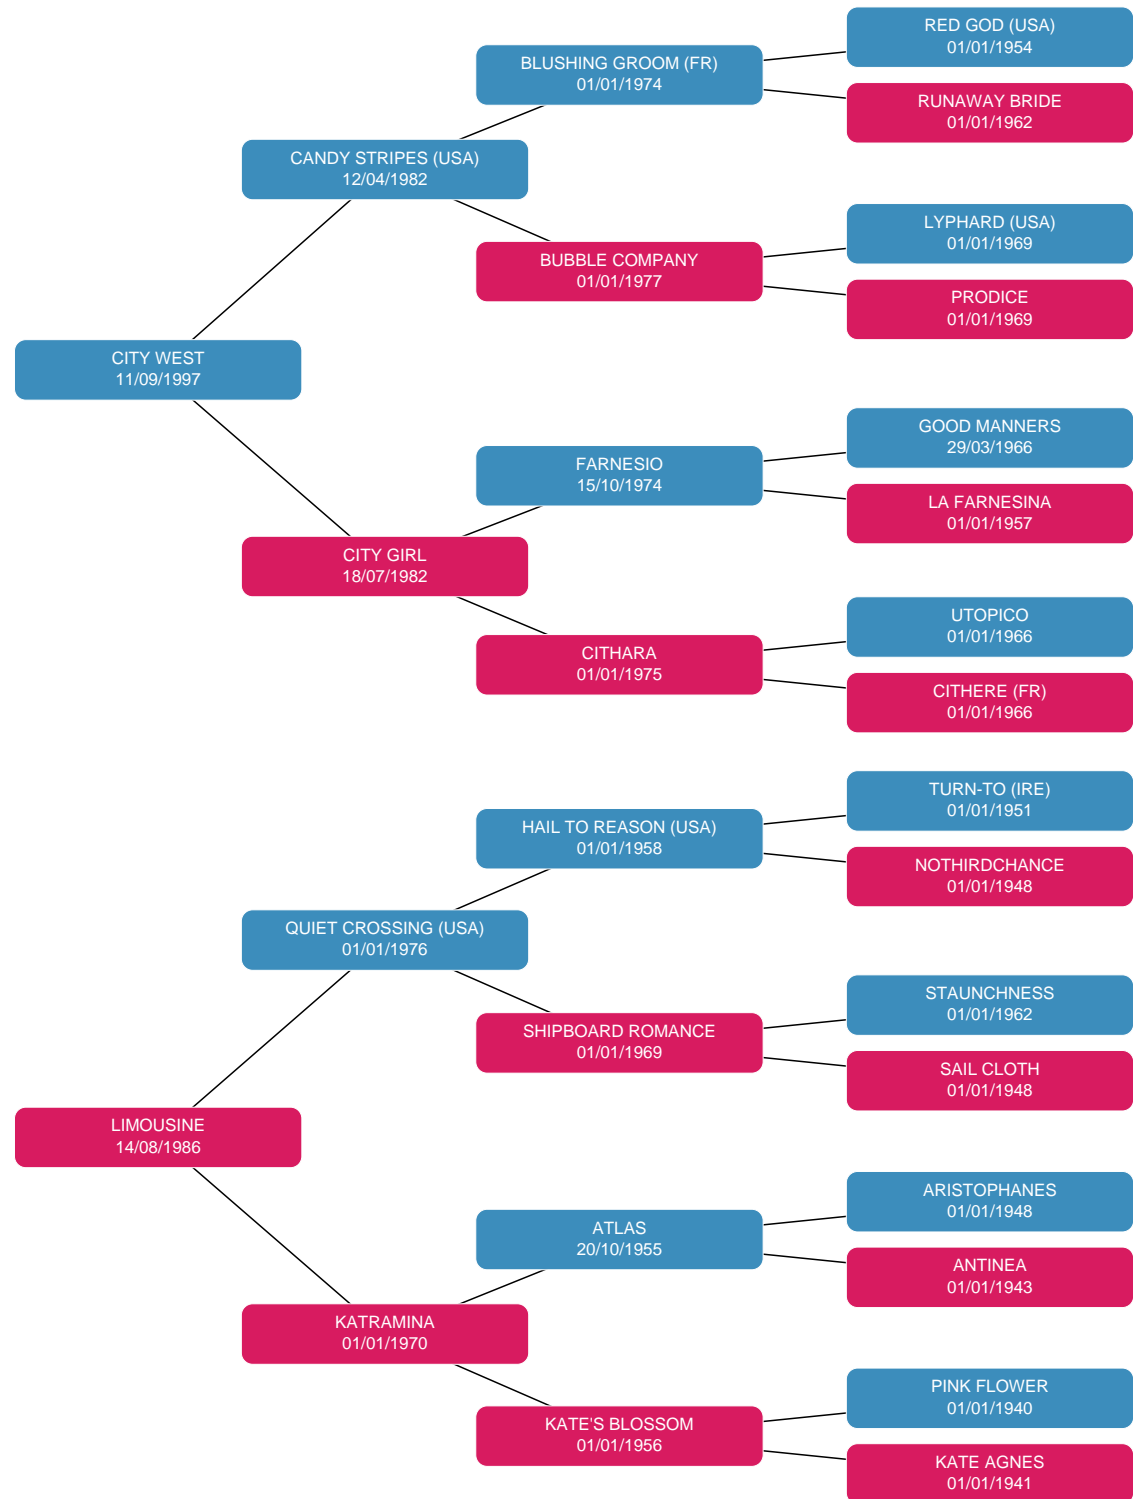 RED GOD (USA)
01/01/1954
BLUSHING GROOM (FR)
01/01/1974
RUNAWAY BRIDE
01/01/1962
CANDY STRIPES (USA)
12/04/1982
LYPHARD (USA)
01/01/1969
BUBBLE COMPANY
01/01/1977
PRODICE
01/01/1969
CITY WEST
11/09/1997
GOOD MANNERS
29/03/1966
FARNESIO
15/10/1974
LA FARNESINA
01/01/1957
CITY GIRL
18/07/1982
UTOPICO
01/01/1966
CITHARA
01/01/1975
CITHERE (FR)
01/01/1966
TURN-TO (IRE)
01/01/1951
HAIL TO REASON (USA)
01/01/1958
NOTHIRDCHANCE
01/01/1948
QUIET CROSSING (USA)
01/01/1976
STAUNCHNESS
01/01/1962
SHIPBOARD ROMANCE
01/01/1969
SAIL CLOTH
01/01/1948
LIMOUSINE
14/08/1986
ARISTOPHANES
01/01/1948
ATLAS
20/10/1955
ANTINEA
01/01/1943
KATRAMINA
01/01/1970
PINK FLOWER
01/01/1940
KATE'S BLOSSOM
01/01/1956
KATE AGNES
01/01/1941